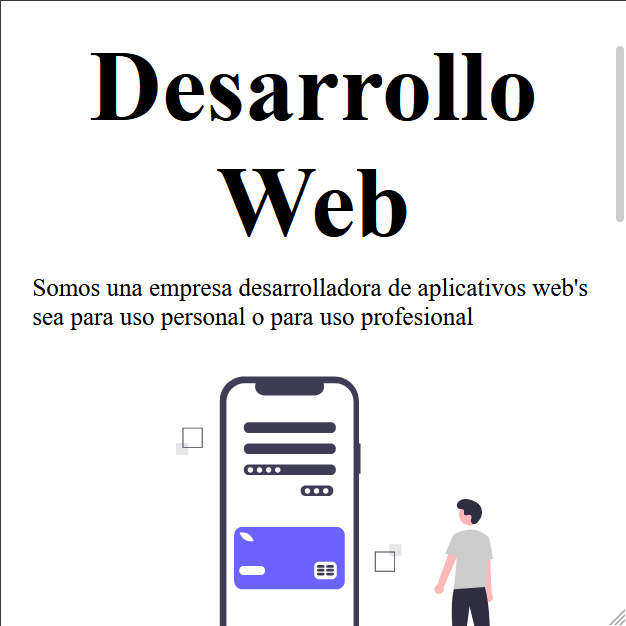 Desarrollo
Web
Somos una empresa desarrolladora de aplicativos web's
sea para uso personal o para uso profesional